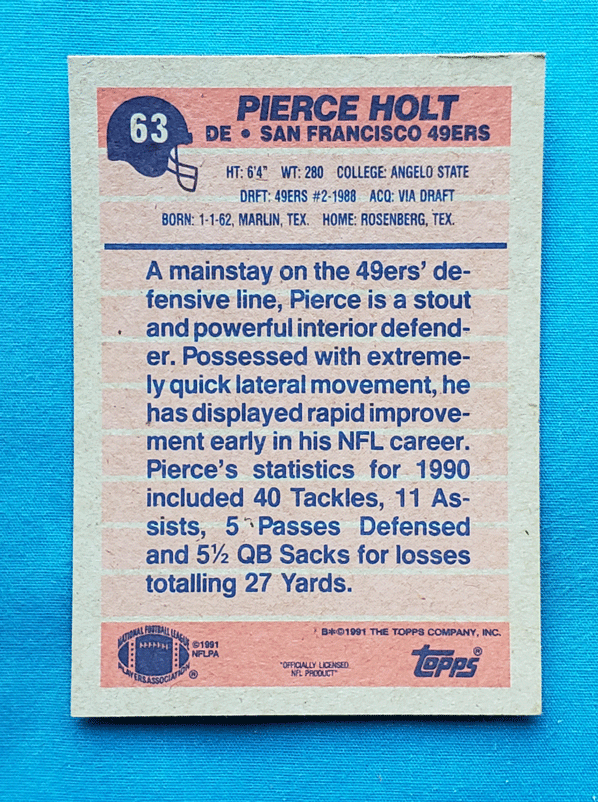 63
PIERCE HOLT
DE • SAN FRANCISCO 49ERS
HT: 6'4" WT: 280 COLLEGE: ANGELO STATE
DRFT: 49ERS #2-1988 ACQ: VIA DRAFT
BORN: 1-1-62, MARLIN, TEX. HOME: ROSENBERG, TEX.
A mainstay on the 49ers' de-
fensive line, Pierce is a stout
and powerful interior defend-
er. Possessed with extreme-
ly quick lateral movement, he
has displayed rapid improve-
ment early in his NFL career.
Pierce's statistics for 1990
included 40 Tackles, 11 As-
sists, 5 Passes Defensed
and 5½ QB Sacks for losses
totalling 27 Yards.
NATIONAL FOOTBALL LEAGUE
PLAYERS ASSOCIATION ®
©1991
NFLPA
B*©1991 THE TOPPS COMPANY, INC.
"OFFICIALLY LICENSED
NFL PRODUCT"
topps®